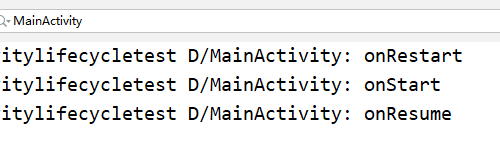 MainActivity
itylifecycletest D/MainActivity: onRestart
itylifecycletest D/MainActivity: onStart
itylifecycletest D/MainActivity: onResume